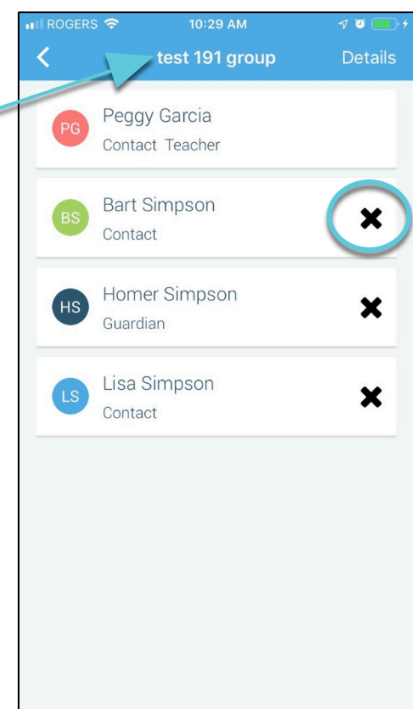 ROGERS 10:29 AM
test 191 group Details
PG Peggy Garcia
Contact Teacher
BS Bart Simpson
Contact
HS Homer Simpson
Guardian
LS Lisa Simpson
Contact